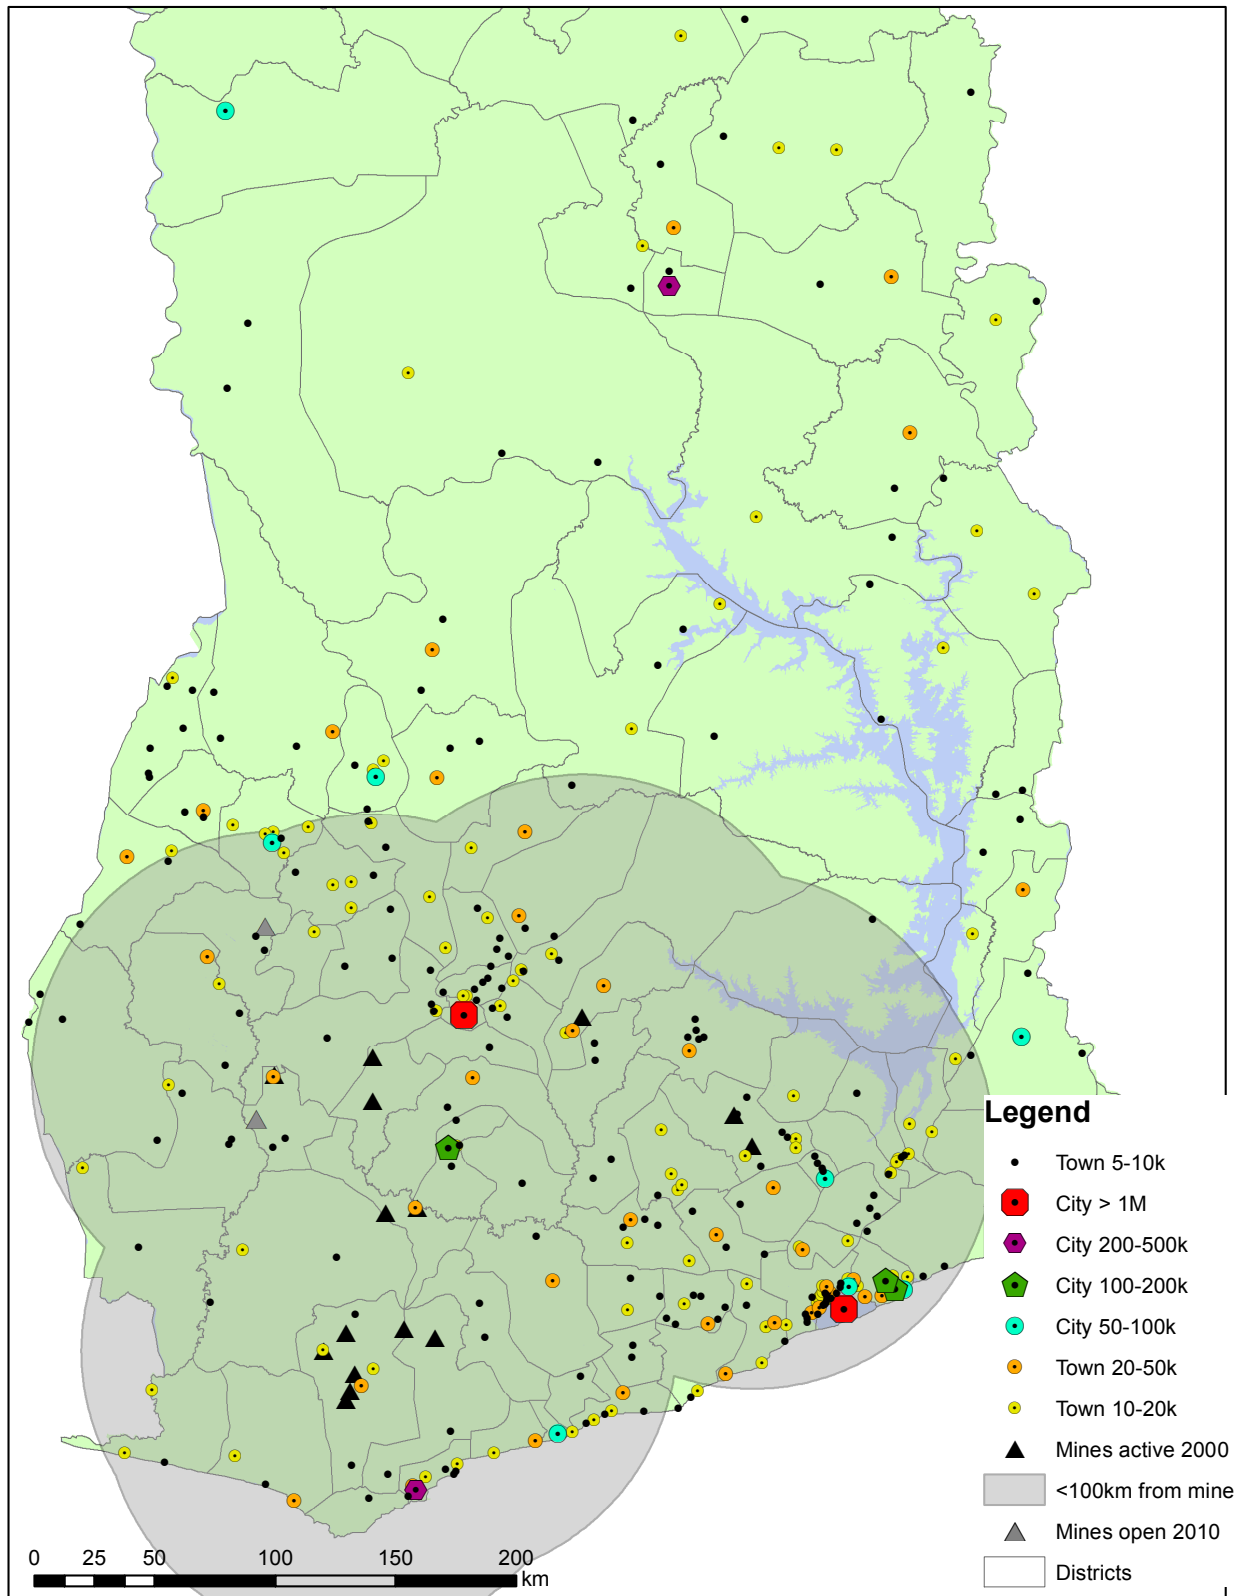 Legend
Town 5-10k
City > 1M
City 200-500k
City 100-200k
City 50-100k
Town 20-50k
Town 10-20k
Mines active 2000
<100km from mine
Mines open 2010
Districts
0 25 50 100 150 200
km